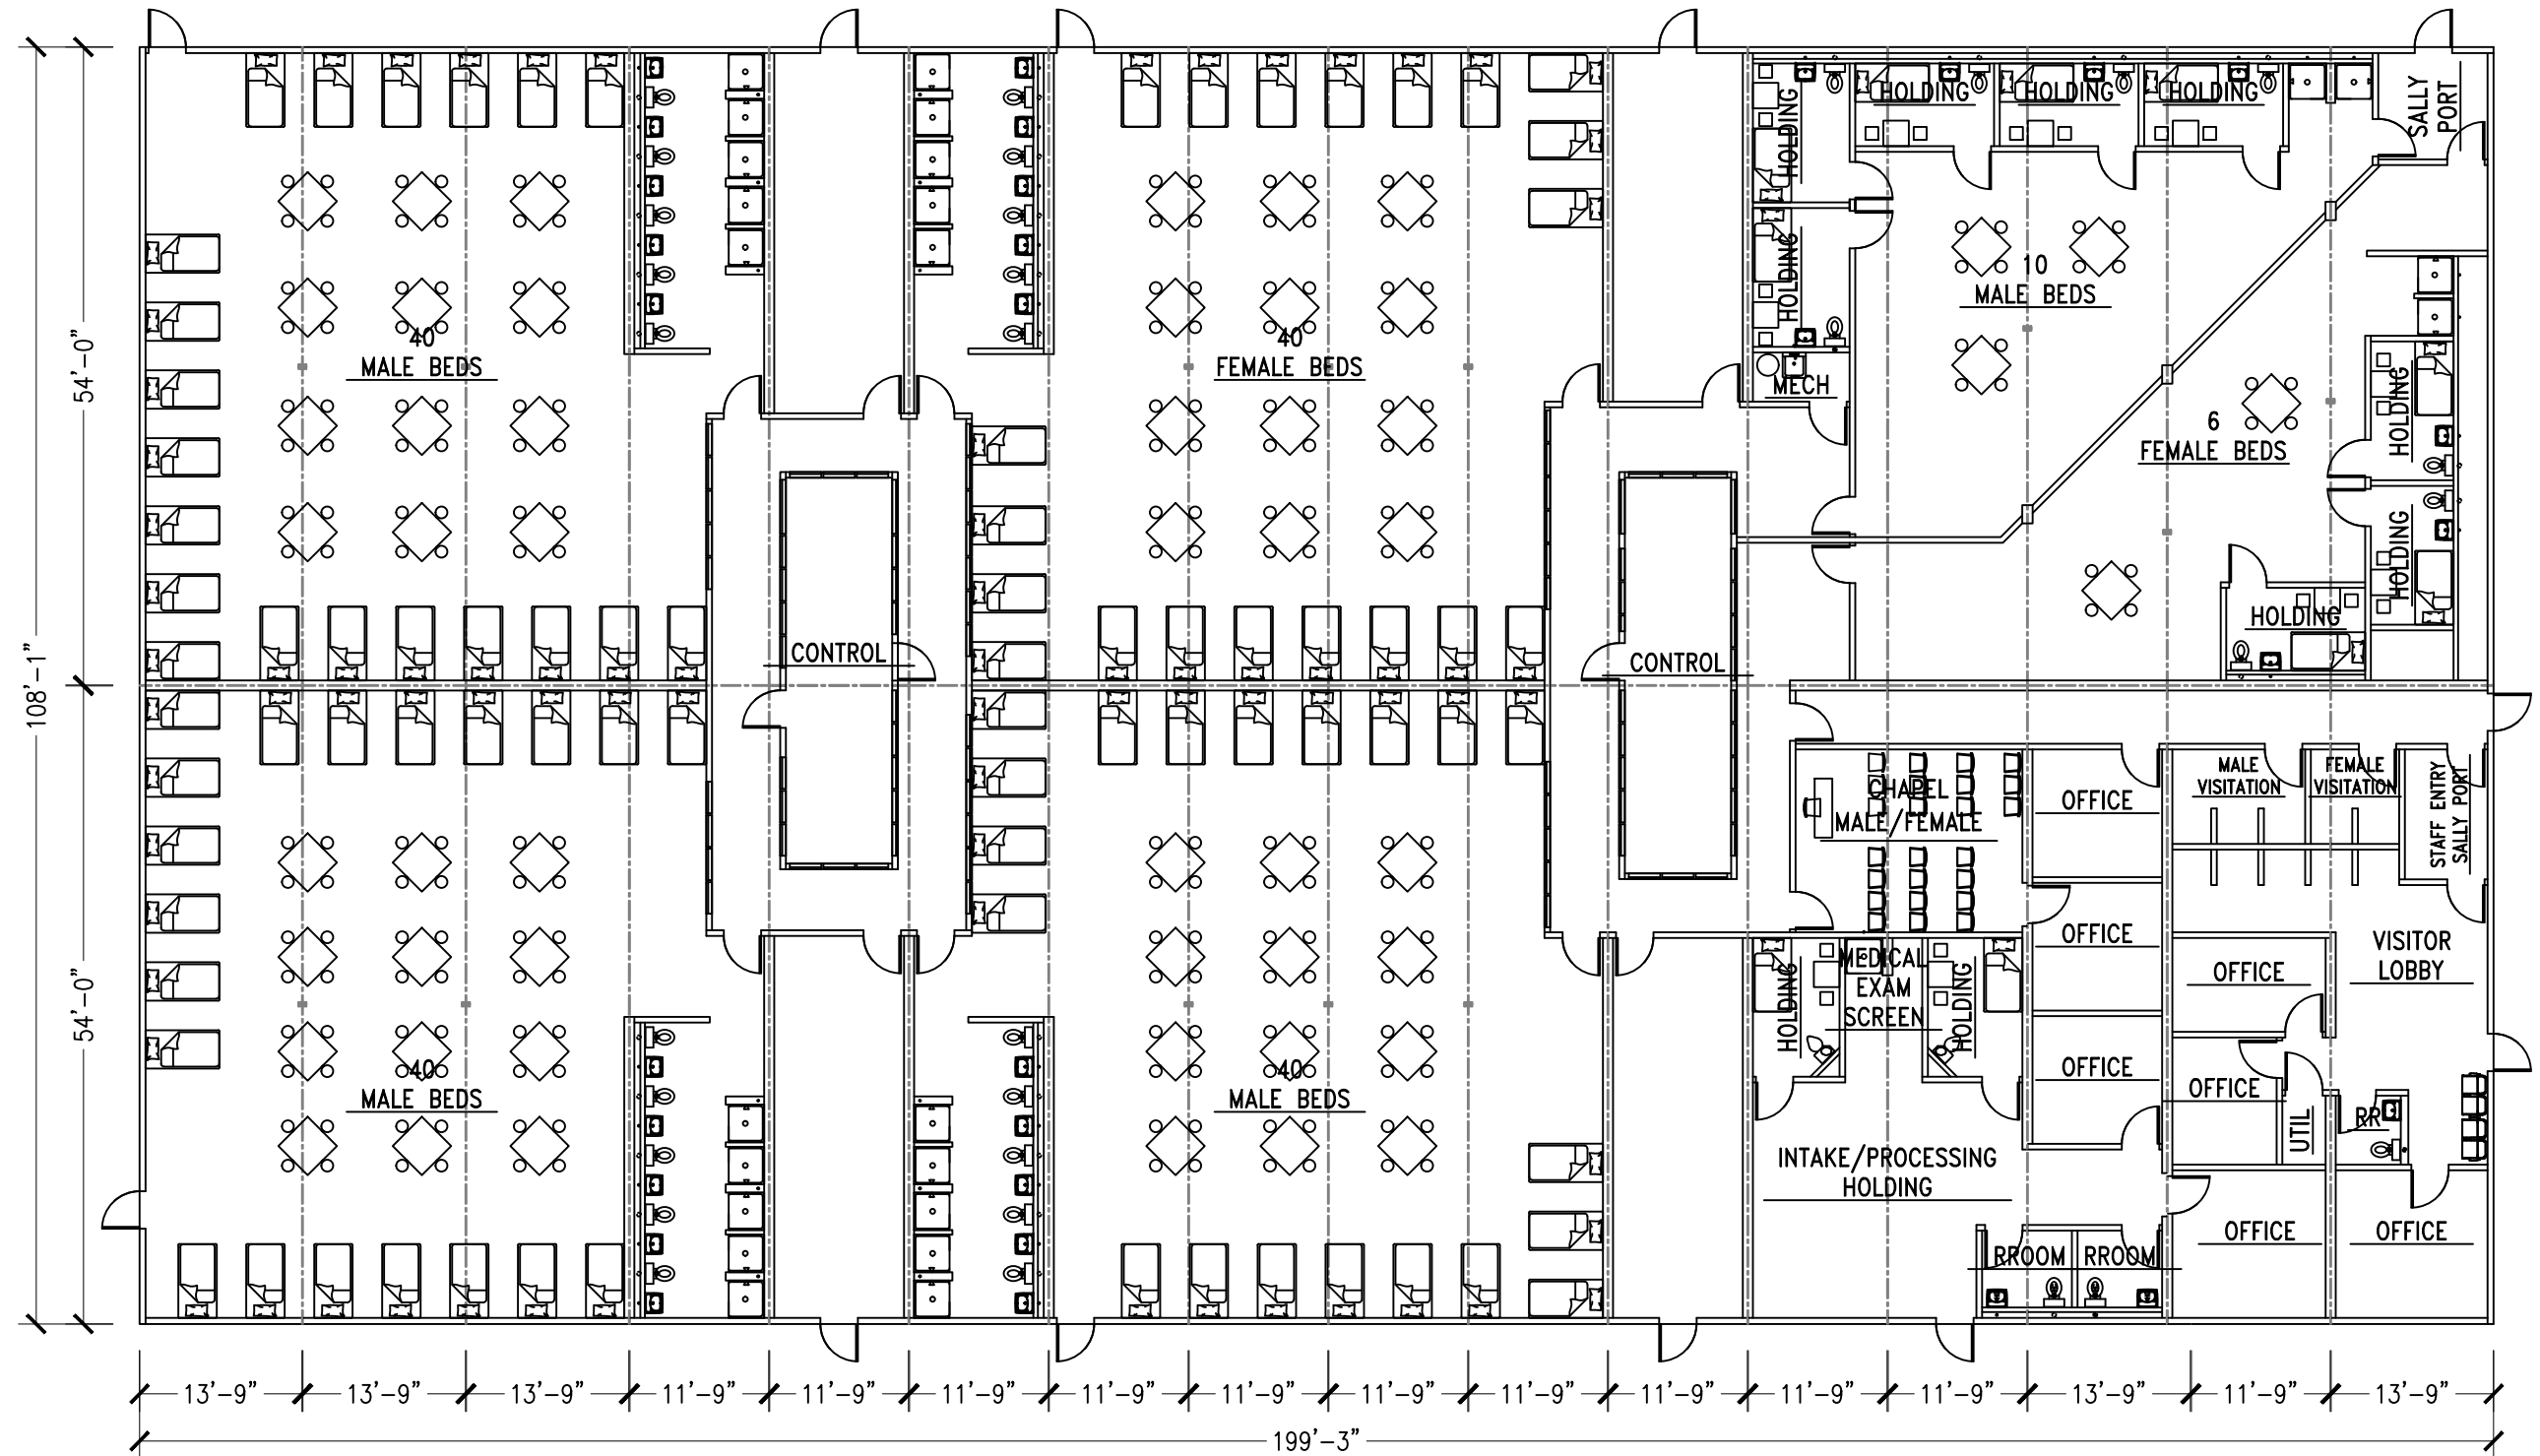 HOLDING
HOLDING
HOLDING
SALLY
PORT
HOLDING
HOLDING
10
MALE BEDS
40
MALE BEDS
40
FEMALE BEDS
MECH
54'-0"
6
FEMALE BEDS
HOLDING
HOLDING
HOLDING
CONTROL
CONTROL
108'-1"
MALE
VISITATION
FEMALE
VISITATION
STAFF ENTRY
SALLY PORT
CHAPEL
MALE/FEMALE
OFFICE
OFFICE
VISITOR
LOBBY
OFFICE
HOLDING
MEDICAL
EXAM
SCREEN
HOLDING
54'-0"
40
MALE BEDS
40
MALE BEDS
OFFICE
OFFICE
UTIL
RR
INTAKE/PROCESSING
HOLDING
OFFICE
OFFICE
RROOM
RROOM
13'-9"
13'-9"
13'-9"
11'-9"
11'-9"
11'-9"
11'-9"
11'-9"
11'-9"
11'-9"
11'-9"
11'-9"
11'-9"
13'-9"
11'-9"
13'-9"
199'-3"